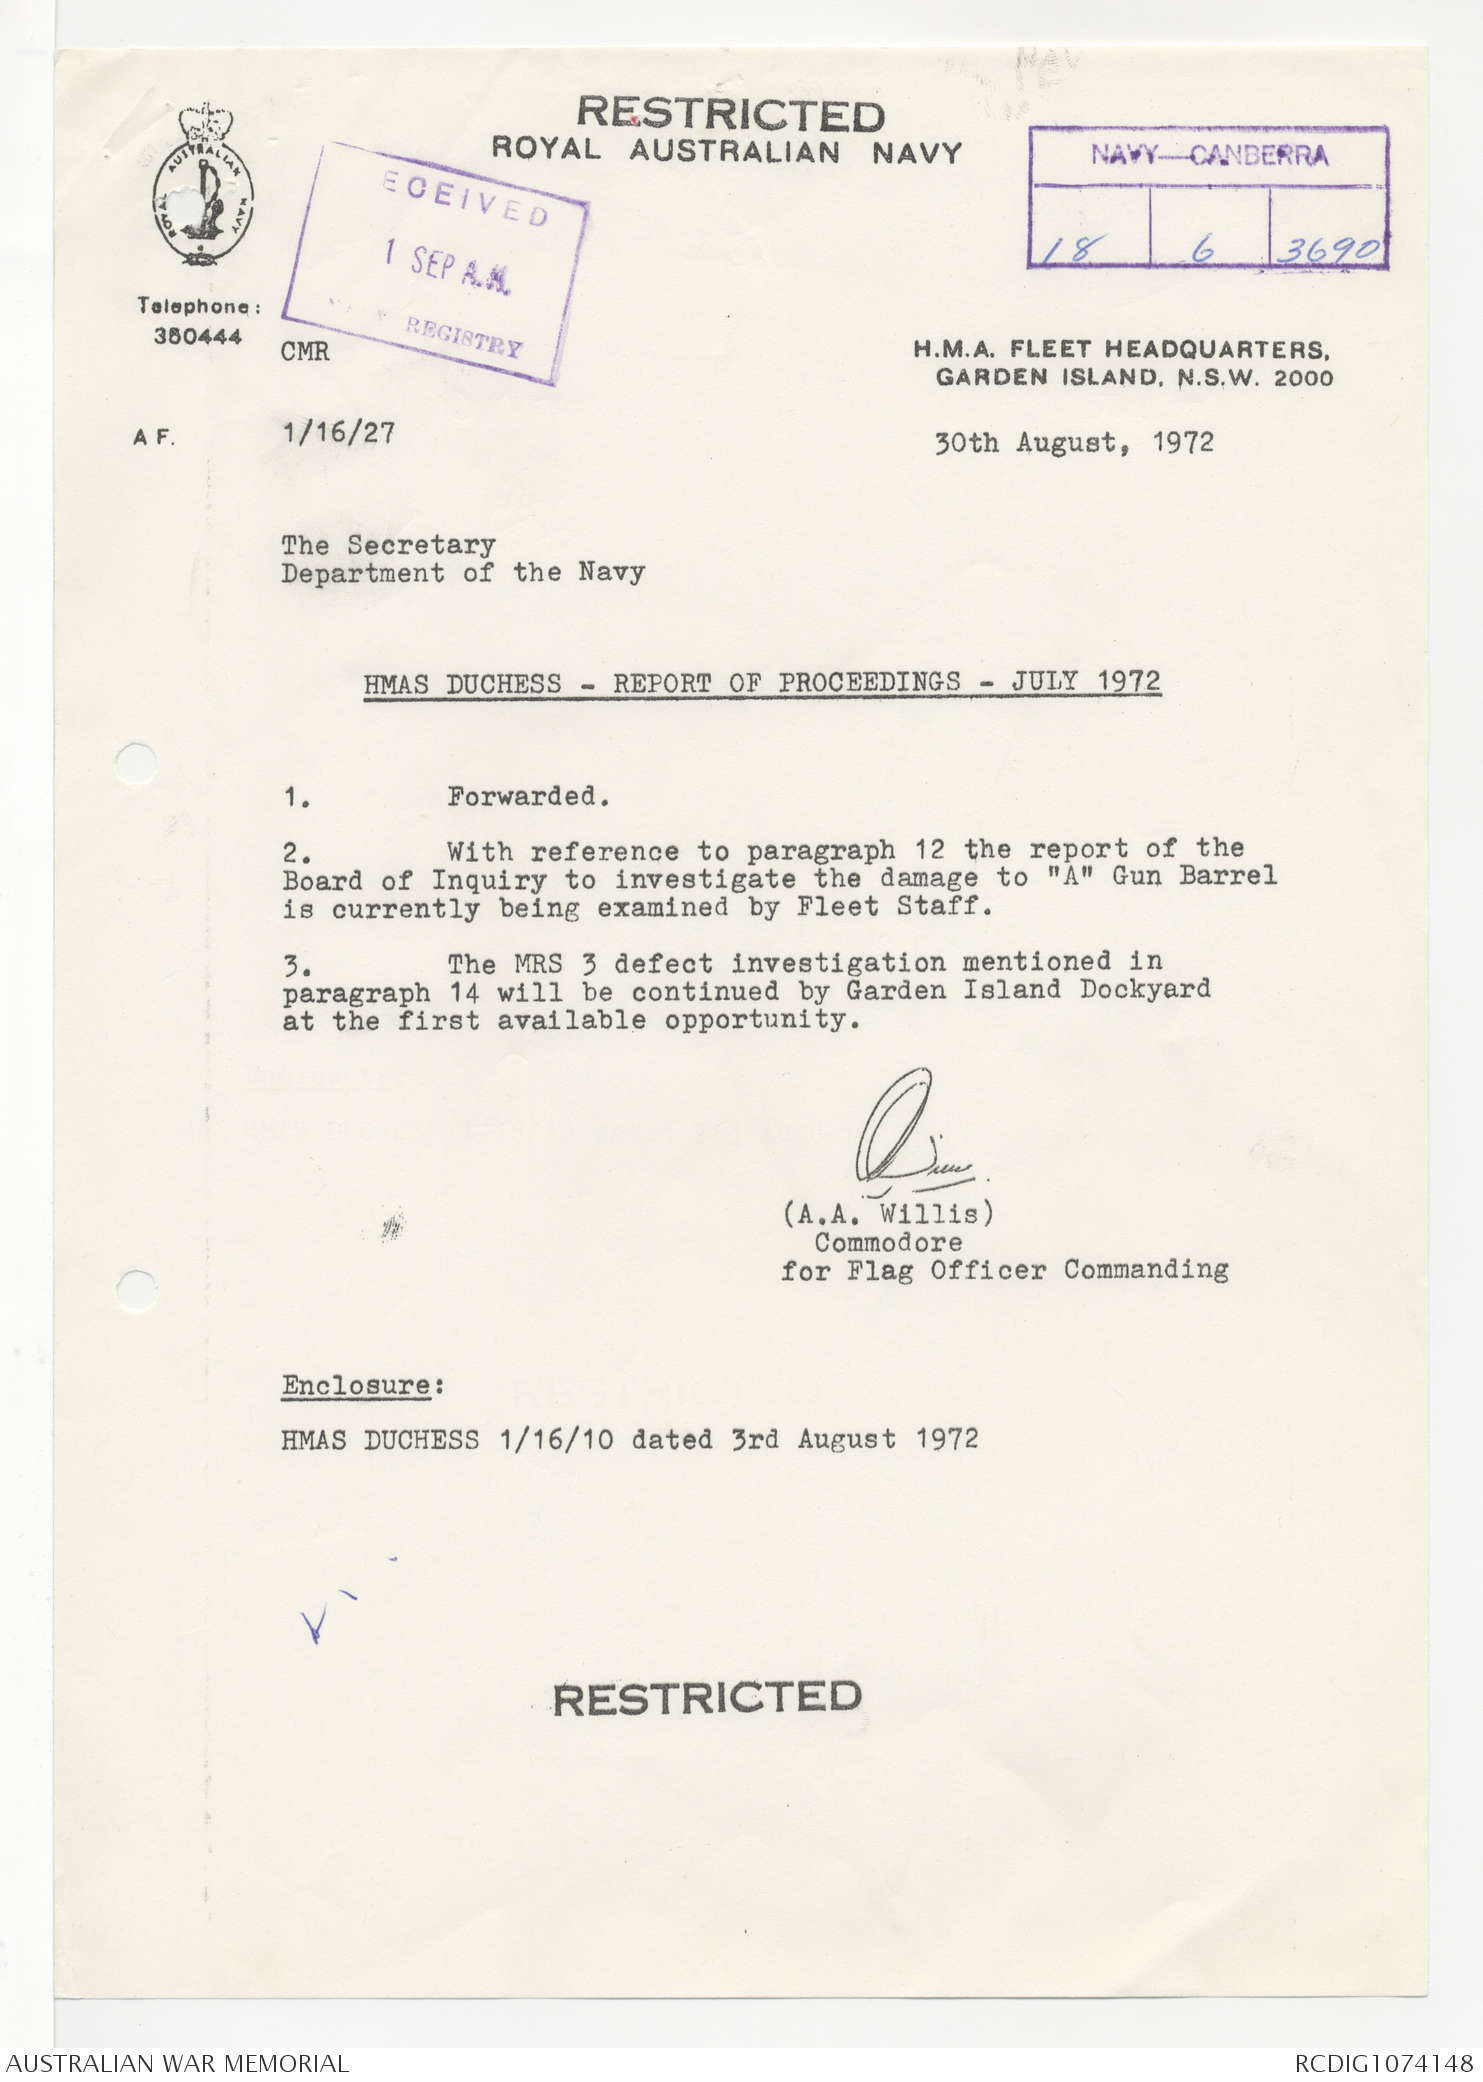 RESTRICTED
ROYAL AUSTRALIAN NAVY
ROYAL AUSTRALIAN NAVY
ECEIVED
1 SEP A.M.
REGISTRY
NAVY-CANBERRA
18 6 3690
Telephone:
CMR
H.M.A. FLEET HEADQUARTERS,
GARDEN ISLAND, N.S.W. 2000
A F. 1/16/27
30th August, 1972
The Secretary
Department of the Navy
HMAS DUCHESS - REPORT OF PROCEEDINGS - JULY 1972
1. Forwarded.
2. With reference to paragraph 12 the report of the
Board of Inquiry to investigate the damage to "A" Gun Barrel
is currently being examined by Fleet Staff.
3. The MRS 3 defect investigation mentioned in
paragraph 14 will be continued by Garden Island Dockyard
at the first available opportunity.
(A.A. Willis)
Commodore
for Flag Officer Commanding
Enclosure:
HMAS DUCHESS 1/16/10 dated 3rd August 1972
RESTRICTED
AUSTRALIAN WAR MEMORIAL
RCDIG1074148